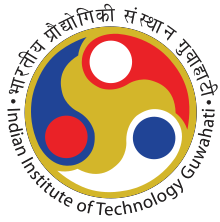 भारतीय प्रौद्योगिकी संस्थान गुवाहाटी
Indian Institute of Technology Guwahati